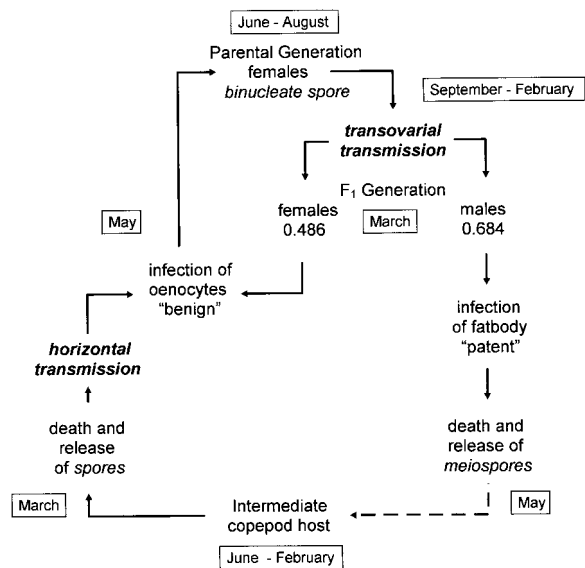 June - August
Parental Generation
females
binucleate spore
September - February
transovarial
transmission
F1 Generation
females
0.486
March
males
0.684
May
infection of
oenocytes
"benign"
infection
of fatbody
"patent"
horizontal
transmission
death and
release
of spores
death and
release of
meiospores
March
Intermediate
copepod host
May
June - February